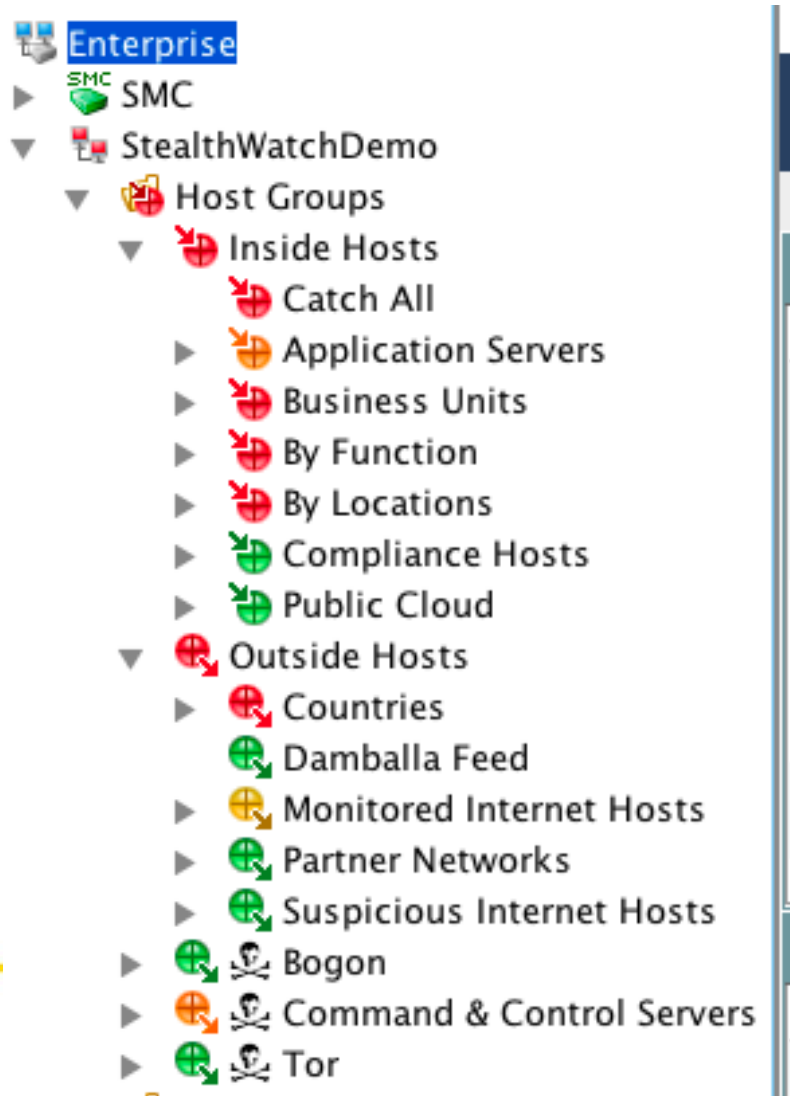 Enterprise
SMC SMC
StealthWatchDemo
Host Groups
Inside Hosts
Catch All
Application Servers
Business Units
By Function
By Locations
Compliance Hosts
Public Cloud
Outside Hosts
Countries
Damballa Feed
Monitored Internet Hosts
Partner Networks
Suspicious Internet Hosts
Bogon
Command & Control Servers
Tor